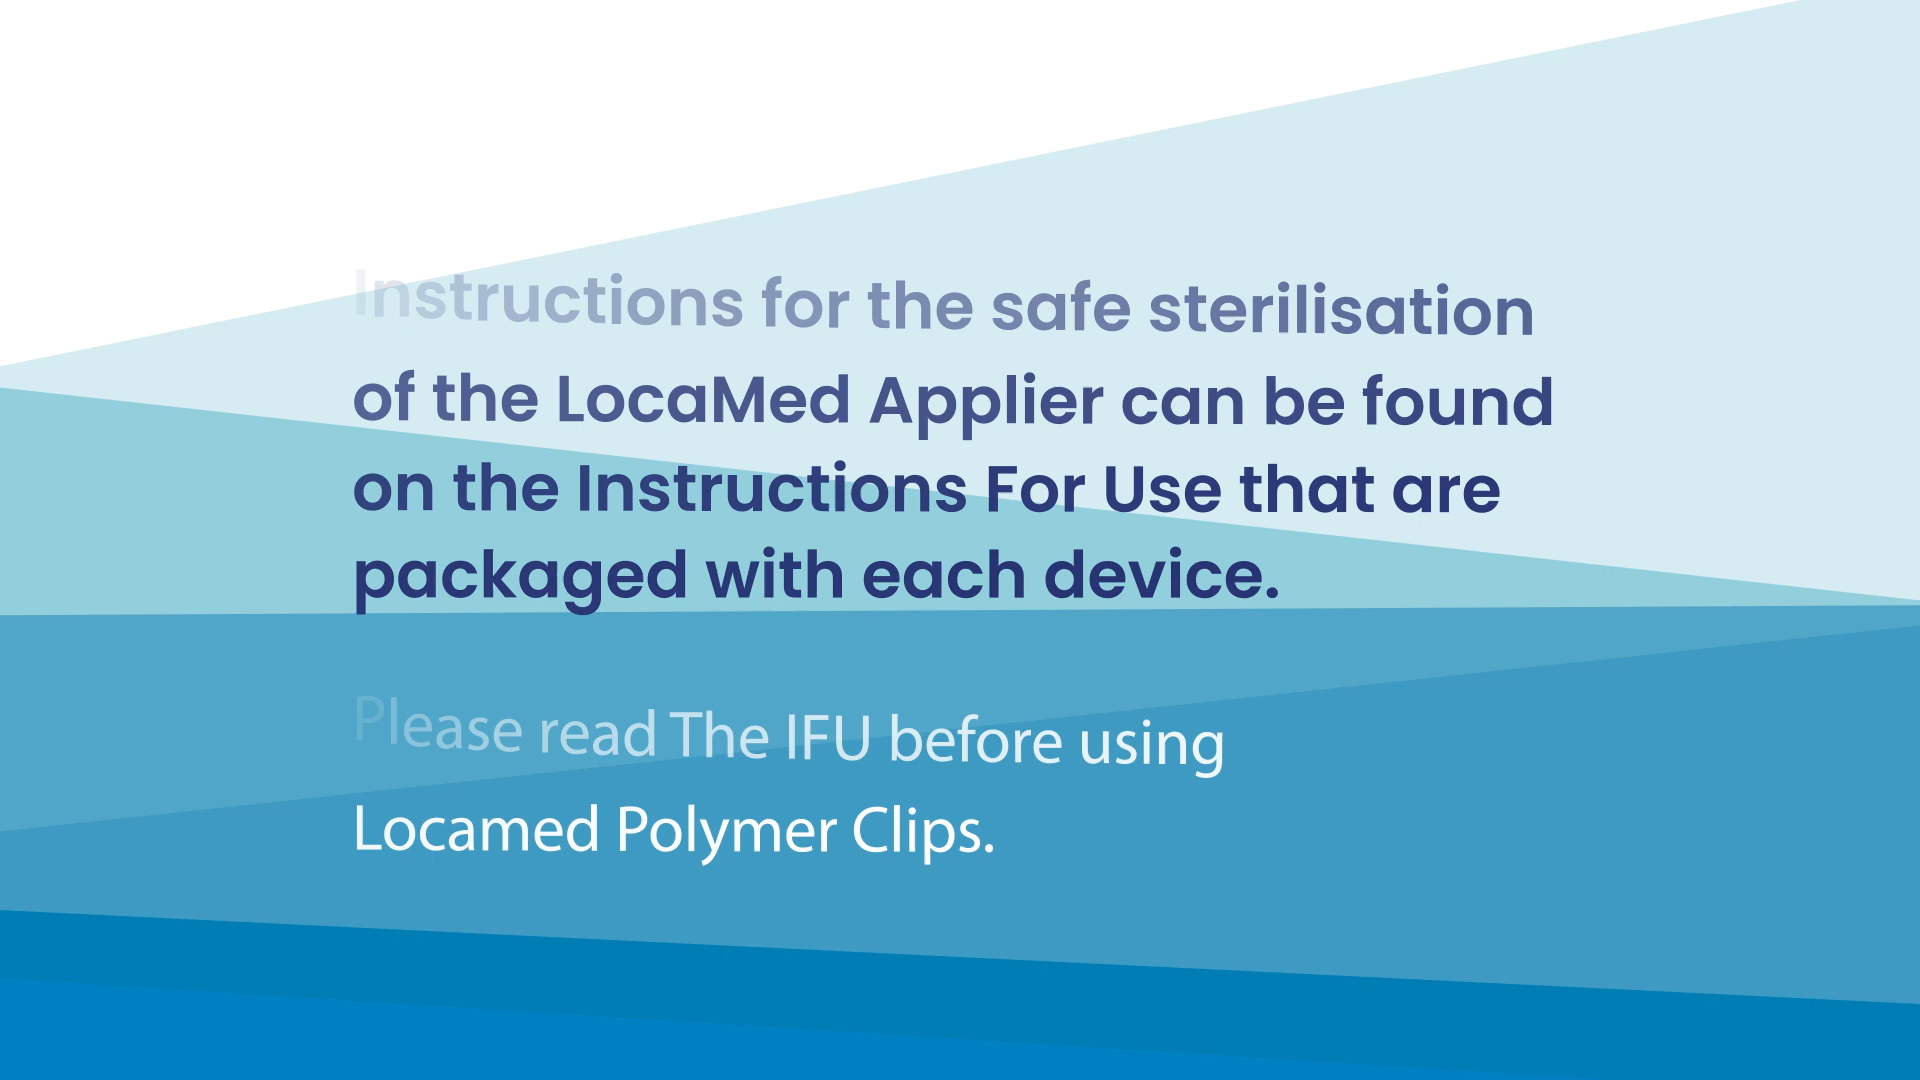 Instructions for the safe sterilisation
of the LocaMed Applier can be found
on the Instructions For Use that are
packaged with each device.
Please read The IFU before using
Locamed Polymer Clips.